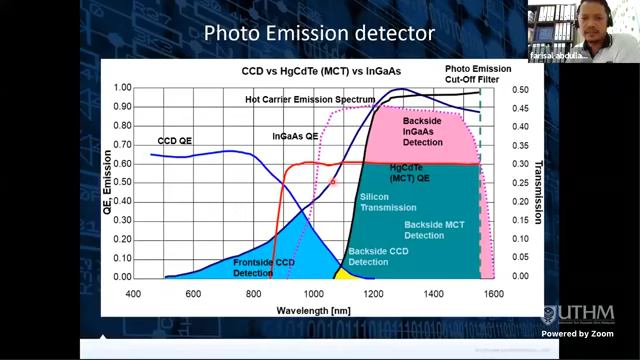 Photo Emission detector
farisal abdulla...
CCD vs HgCdTe (MCT) vs InGaAs
Photo Emission
Cut-Off Filter
1.00
0.90
0.80
0.70
0.60
0.50
0.40
0.30
0.20
0.10
0.00
QE, Emission
Hot Carrier Emission Spectrum
InGaAs QE
CCD QE
Backside
InGaAs
Detection
HgCdTe
(MCT) QE
Silicon
Transmission
Backside MCT
Detection
Backside CCD
Detection
Frontside CCD
Detection
0.50
0.45
0.40
0.35
0.30
0.25
0.20
0.15
0.10
0.05
0.00
Transmission
400
600
800
1000
1200
1400
1600
Wavelength [nm]
UTHM
Powered by Zoom